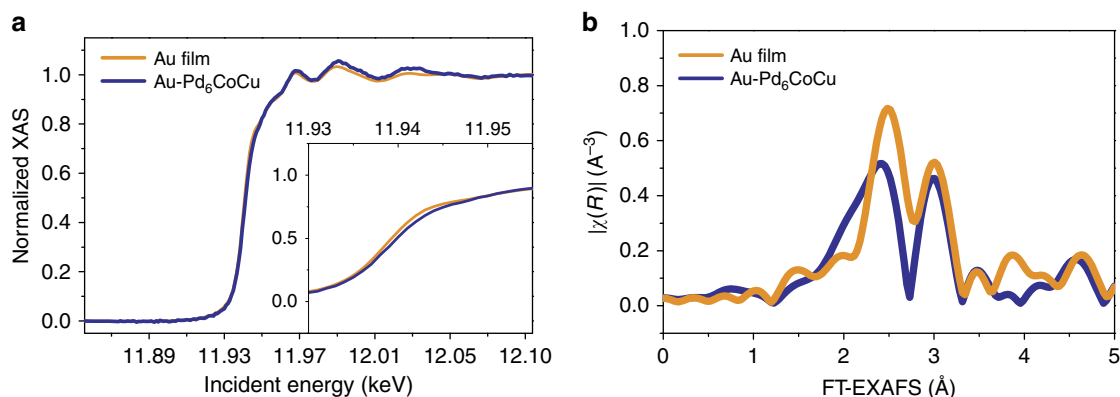 a
Normalized XAS
1.0
0.8
0.6
0.4
0.2
0.0
Au film
Au-Pd₆CoCu
11.93 11.94 11.95
1.0
0.5
0.0
11.89 11.93 11.97 12.01 12.05 12.10
Incident energy (keV)
b
|χ(R)| (A⁻³)
1.0
0.8
0.6
0.4
0.2
0.0
Au film
Au-Pd₆CoCu
0 1 2 3 4 5
FT-EXAFS (Å)